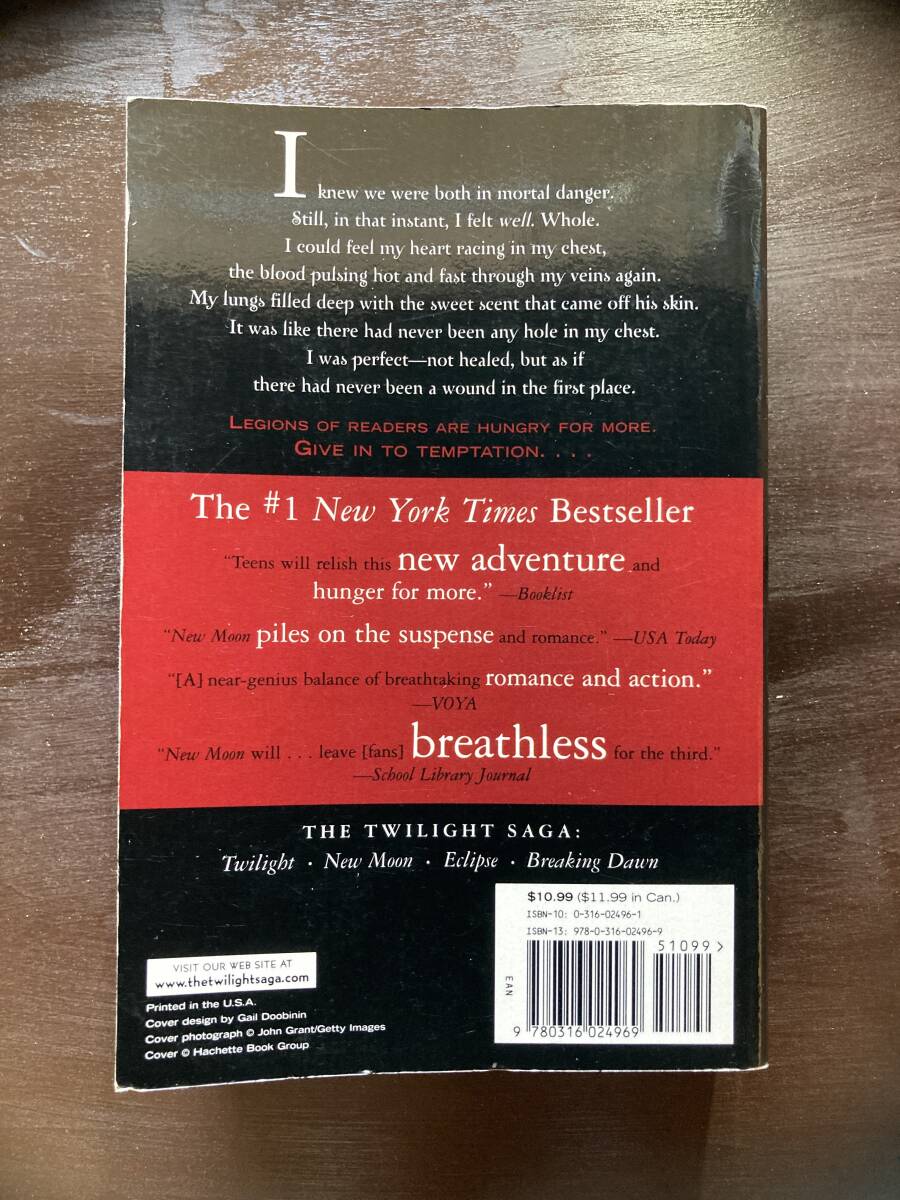 I knew we were both in mortal danger.
Still, in that instant, I felt well. Whole.
I could feel my heart racing in my chest,
the blood pulsing hot and fast through my veins again.
My lungs filled deep with the sweet scent that came off his skin.
It was like there had never been any hole in my chest.
I was perfect—not healed, but as if
there had never been a wound in the first place.
LEGIONS OF READERS ARE HUNGRY FOR MORE.
GIVE IN TO TEMPTATION. . . .
The #1 New York Times Bestseller
"Teens will relish this new adventure and
hunger for more." —Booklist
"New Moon piles on the suspense and romance." —USA Today
"[A] near-genius balance of breathtaking romance and action."
—VOYA
"New Moon will . . . leave [fans] breathless for the third."
—School Library Journal
THE TWILIGHT SAGA:
Twilight · New Moon · Eclipse · Breaking Dawn
$10.99 ($11.99 in Can.)
ISBN-10: 0-316-02496-1
ISBN-13: 978-0-316-02496-9
51099 >
EAN
9 780316 024969
VISIT OUR WEB SITE AT
www.thetwilightsaga.com
Printed in the U.S.A.
Cover design by Gail Doobinin
Cover photograph © John Grant/Getty Images
Cover © Hachette Book Group